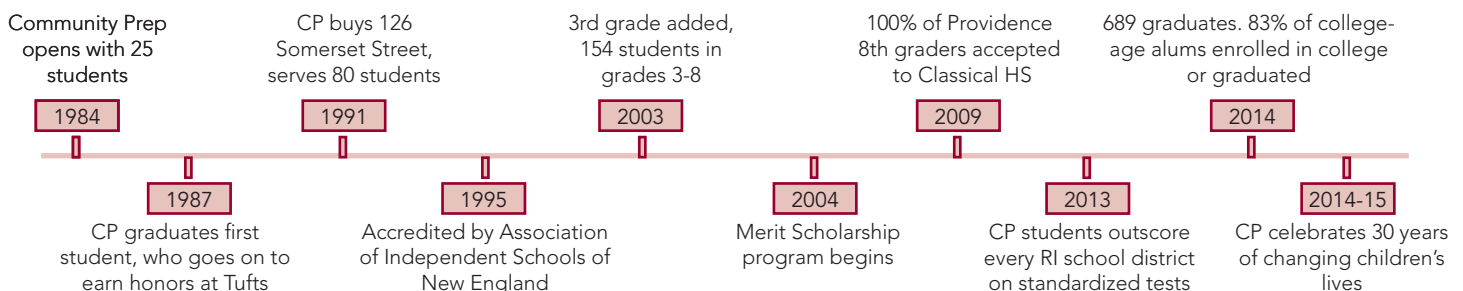 Community Prep
opens with 25
students
1984
1987
CP graduates first
student, who goes on to
earn honors at Tufts
CP buys 126
Somerset Street,
serves 80 students
1991
1995
Accredited by Association
of Independent Schools of
New England
3rd grade added,
154 students in
grades 3-8
2003
2004
Merit Scholarship
program begins
100% of Providence
8th graders accepted
to Classical HS
2009
2013
CP students outscore
every RI school district
on standardized tests
689 graduates. 83% of college-
age alums enrolled in college
or graduated
2014
2014-15
CP celebrates 30 years
of changing children’s
lives